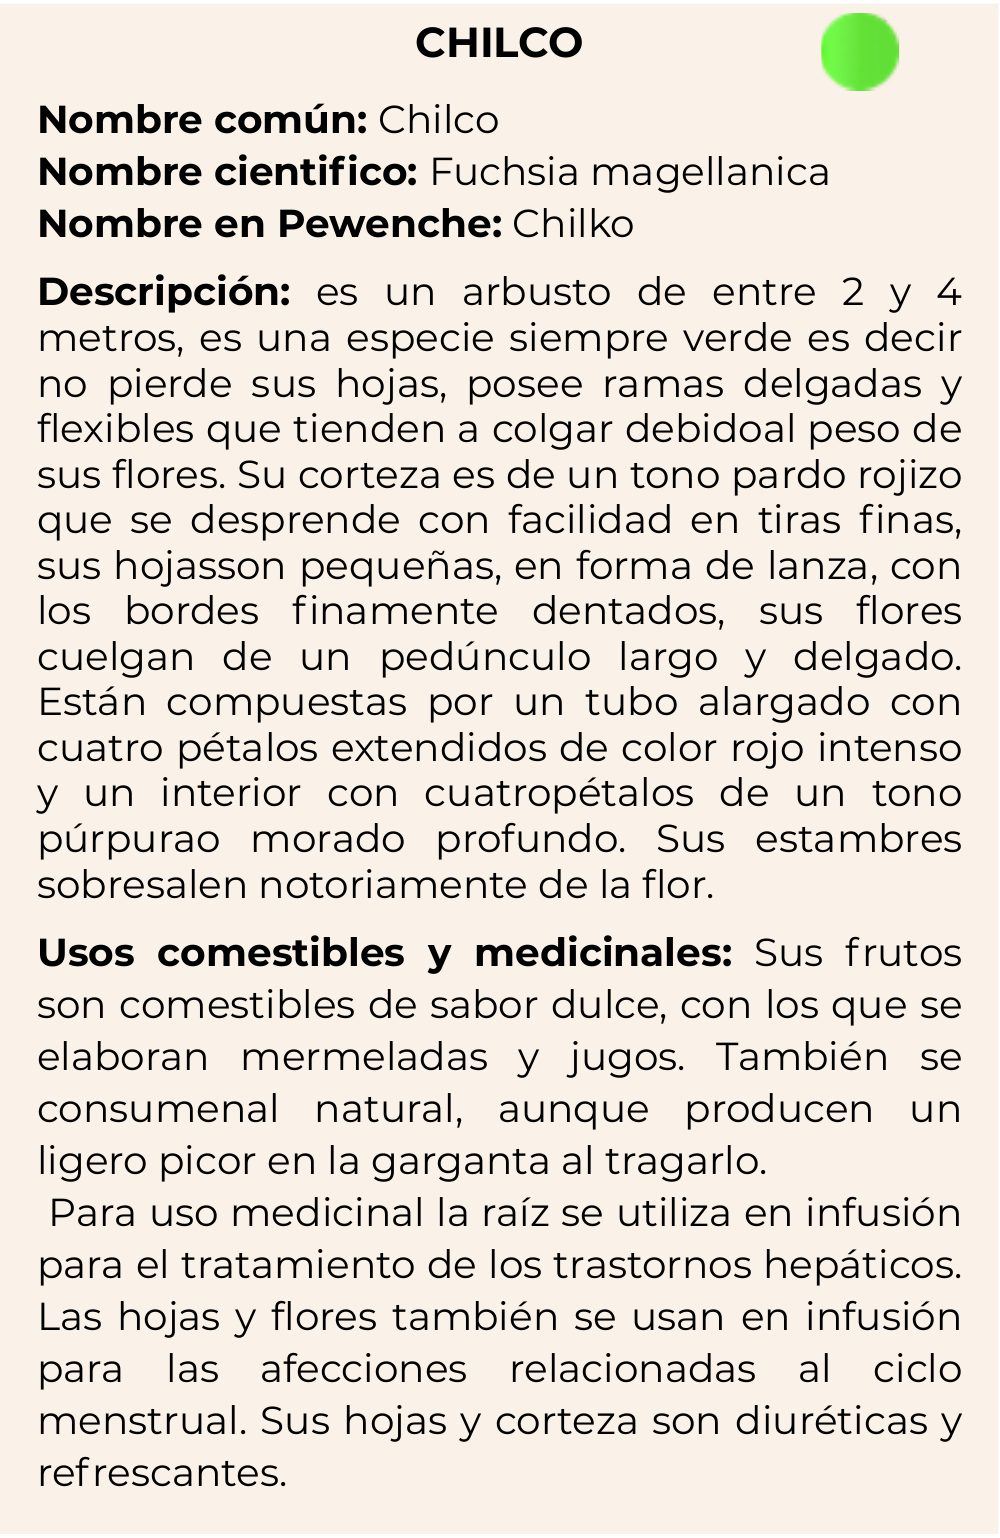 CHILCO
Nombre común: Chilco
Nombre cientifico: Fuchsia magellanica
Nombre en Pewenche: Chilko
Descripción: es un arbusto de entre 2 y 4
metros, es una especie siempre verde es decir
no pierde sus hojas, posee ramas delgadas y
flexibles que tienden a colgar debidoal peso de
sus flores. Su corteza es de un tono pardo rojizo
que se desprende con facilidad en tiras finas,
sus hojasson pequeñas, en forma de lanza, con
los bordes finamente dentados, sus flores
cuelgan de un pedúnculo largo y delgado.
Están compuestas por un tubo alargado con
cuatro pétalos extendidos de color rojo intenso
y un interior con cuatropétalos de un tono
púrpurao morado profundo. Sus estambres
sobresalen notoriamente de la flor.
Usos comestibles y medicinales: Sus frutos
son comestibles de sabor dulce, con los que se
elaboran mermeladas y jugos. También se
consumenal natural, aunque producen un
ligero picor en la garganta al tragarlo.
Para uso medicinal la raíz se utiliza en infusión
para el tratamiento de los trastornos hepáticos.
Las hojas y flores también se usan en infusión
para las afecciones relacionadas al ciclo
menstrual. Sus hojas y corteza son diuréticas y
refrescantes.